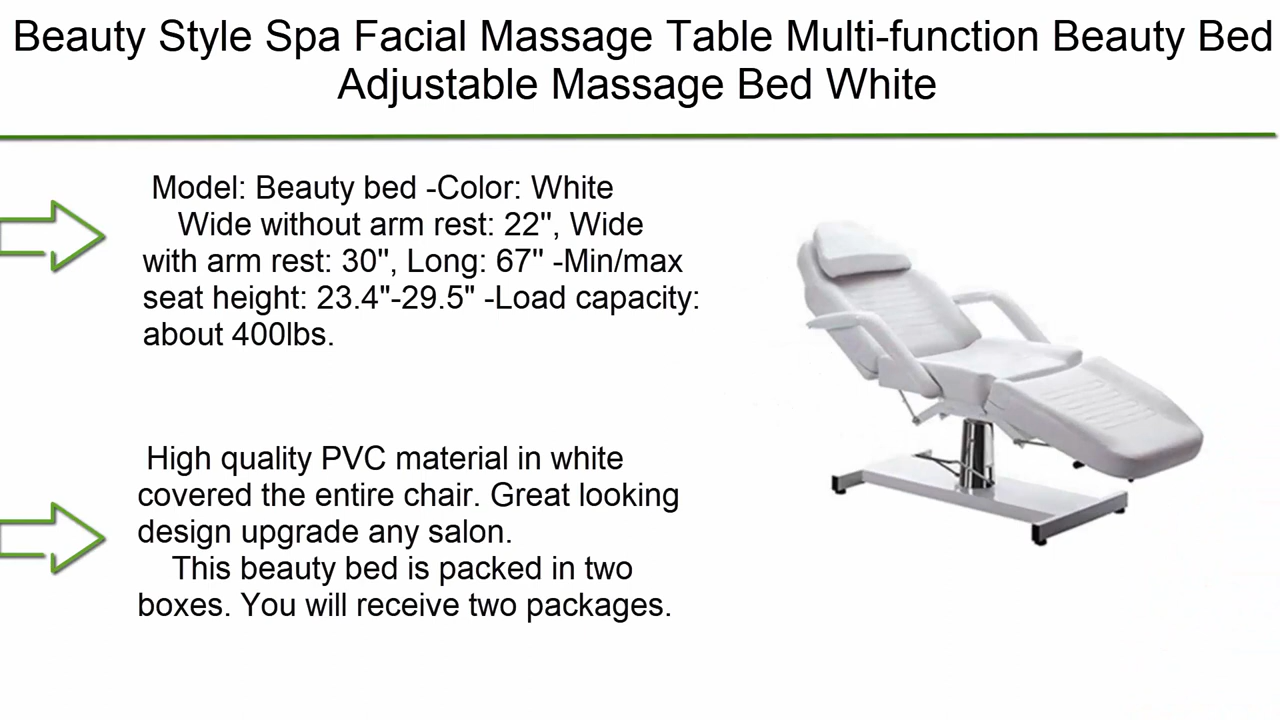 Beauty Style Spa Facial Massage Table Multi-function Beauty Bed
Adjustable Massage Bed White
Model: Beauty bed -Color: White
Wide without arm rest: 22", Wide
with arm rest: 30", Long: 67" -Min/max
seat height: 23.4"-29.5" -Load capacity:
about 400lbs.
High quality PVC material in white
covered the entire chair. Great looking
design upgrade any salon.
This beauty bed is packed in two
boxes. You will receive two packages.